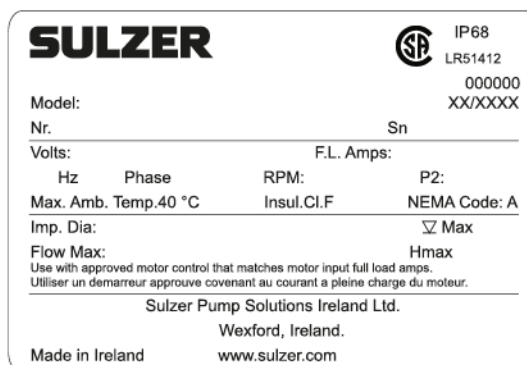 SULZER
SA
IP68
LR51412
000000
Model: XX/XXXX
Nr. Sn
Volts: F.L. Amps:
Hz Phase RPM: P2:
Max. Amb. Temp.40 °C Insul.Cl.F NEMA Code: A
Imp. Dia: ▽ Max
Flow Max: Hmax
Use with approved motor control that matches motor input full load amps.
Utiliser un demarreur approuve covenant au courant a pleine charge du moteur.
Sulzer Pump Solutions Ireland Ltd.
Wexford, Ireland.
Made in Ireland www.sulzer.com